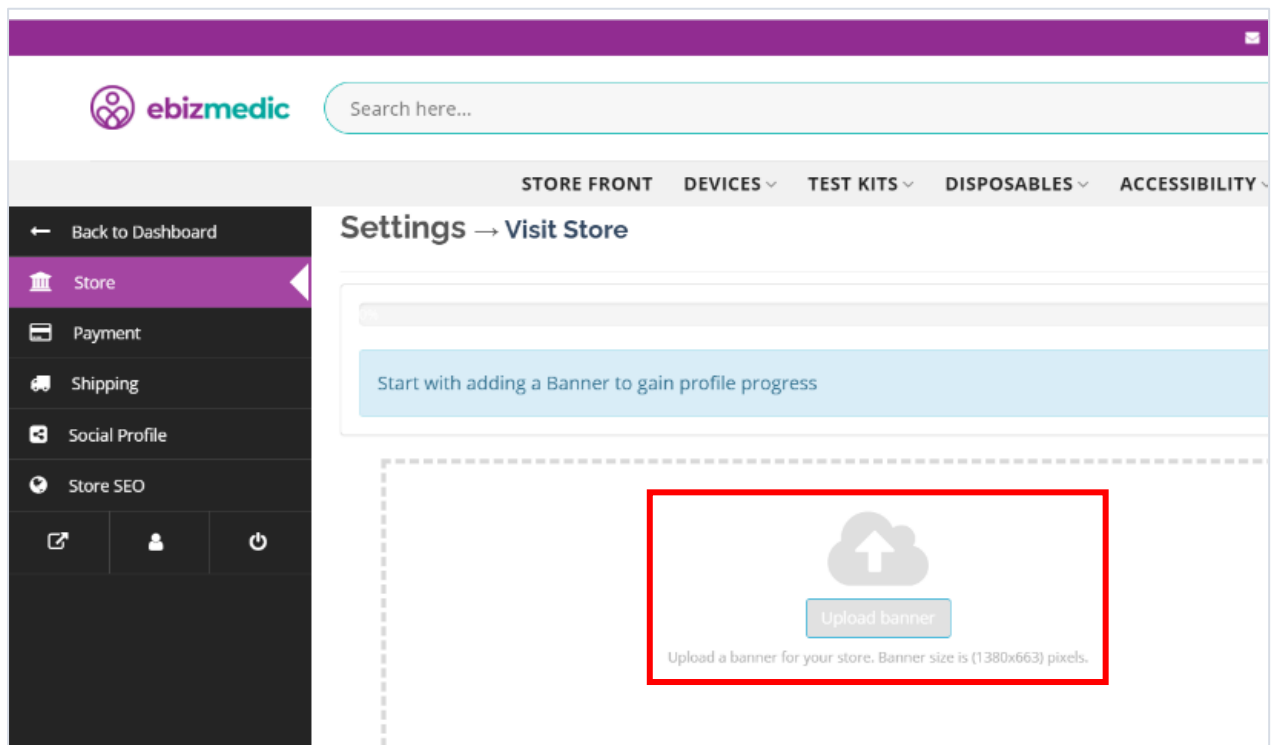 ebizmedic
Search here...
STORE FRONT DEVICES TEST KITS DISPOSABLES ACCESSIBILITY
Back to Dashboard
Store
Payment
Shipping
Social Profile
Store SEO
Settings → Visit Store
0%
Start with adding a Banner to gain profile progress
Upload banner
Upload a banner for your store. Banner size is (1380x663) pixels.